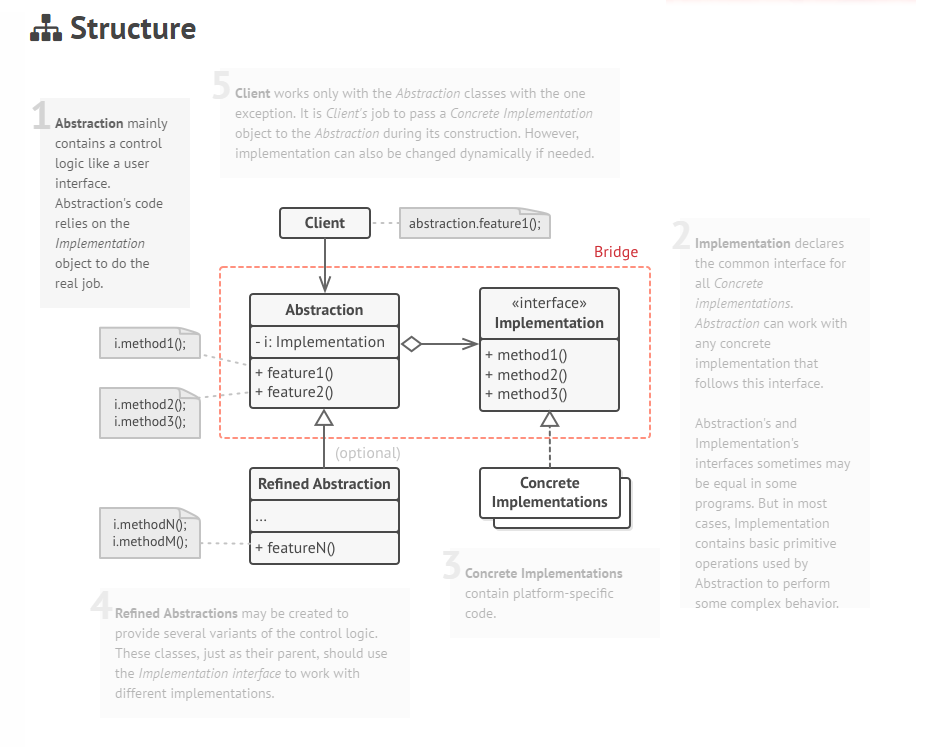 Structure
5
Client works only with the Abstraction classes with the one
exception. It is Client's job to pass a Concrete Implementation
object to the Abstraction during its construction. However,
implementation can also be changed dynamically if needed.
1
Abstraction mainly
contains a control
logic like a user
interface.
Abstraction's code
relies on the
Implementation
object to do the
real job.
Client
abstraction.feature1();
2
Implementation declares
the common interface for
all Concrete
implementations.
Abstraction can work with
any concrete
implementation that
follows this interface.
Abstraction's and
Implementation's
interfaces sometimes may
be equal in some
programs. But in most
cases, Implementation
contains basic primitive
operations used by
Abstraction to perform
some complex behavior.
Bridge
Abstraction
- i: Implementation
+ feature1()
+ feature2()
«interface»
Implementation
+ method1()
+ method2()
+ method3()
i.method1();
i.method2();
i.method3();
(optional)
Refined Abstraction
...
+ featureN()
Concrete
Implementations
i.methodN();
i.methodM();
3
Concrete Implementations
contain platform-specific
code.
4
Refined Abstractions may be created to
provide several variants of the control logic.
These classes, just as their parent, should use
the Implementation interface to work with
different implementations.